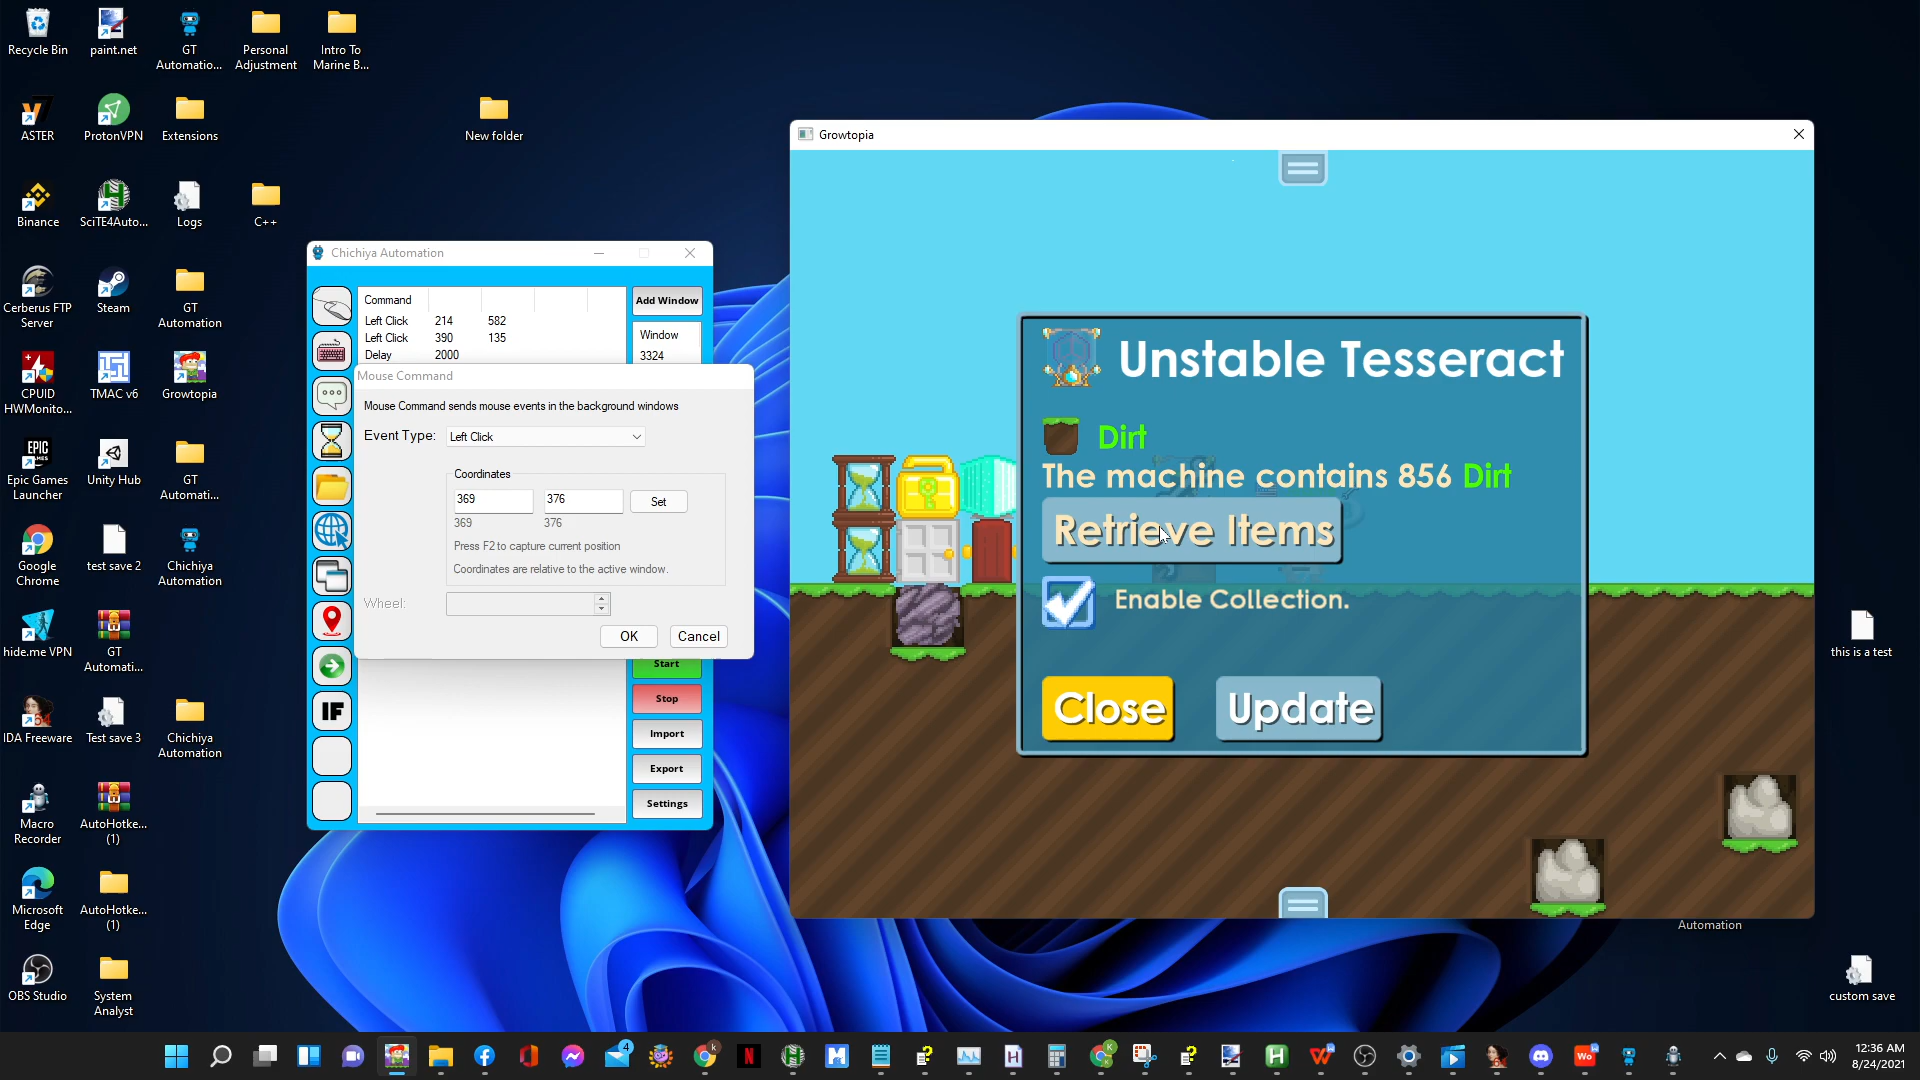 Recycle Bin
paint.net
GT
Automatio...
Personal
Adjustment
Intro To
Marine B...
ASTER
ProtonVPN
Extensions
New folder
Binance
SciTE4Auto...
Logs
C++
Cerberus FTP
Server
Steam
GT
Automation
CPUID
HWMonito...
TMAC v6
Growtopia
Epic Games
Launcher
Unity Hub
GT
Automati...
Google
Chrome
test save 2
Chichiya
Automation
hide.me VPN
GT
Automati...
IDA Freeware
Test save 3
Chichiya
Automation
Macro
Recorder
AutoHotke...
(1)
Microsoft
Edge
AutoHotke...
(1)
OBS Studio
System
Analyst
Chichiya Automation
Command
Left Click 214 582
Left Click 390 135
Delay 2000
Add Window
Window
3324
Mouse Command
Mouse Command sends mouse events in the background windows
Event Type: Left Click
Coordinates
369 376 Set
369 376
Press F2 to capture current position
Coordinates are relative to the active window.
Wheel:
OK Cancel
IF
Start
Stop
Import
Export
Settings
Growtopia
Unstable Tesseract
Dirt
The machine contains 856 Dirt
Retrieve Items
Enable Collection.
Close Update
Automation
this is a test
custom save
12:36 AM
8/24/2021